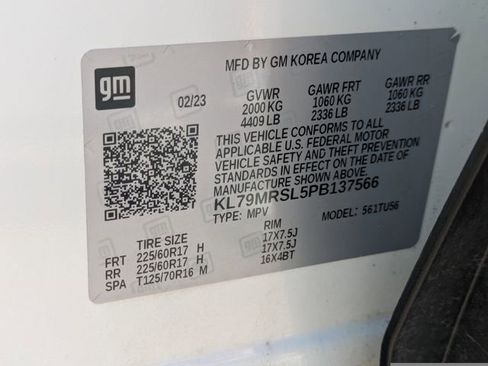 gm
MFD BY GM KOREA COMPANY
02/23 GVWR GAWR FRT GAWR RR
2000 KG 1060 KG 1060 KG
4409 LB 2336 LB 2336 LB
THIS VEHICLE CONFORMS TO ALL
APPLICABLE U.S. FEDERAL MOTOR
VEHICLE SAFETY AND THEFT PREVENTION
STANDARDS IN EFFECT ON THE DATE OF
MANUFACTURE SHOWN ABOVE.
KL79MRSL5PB137566
TYPE: MPV MODEL: 561TU56
TIRE SIZE RIM
FRT 225/60R17 H 17X7.5J
RR 225/60R17 H 17X7.5J
SPA T125/70R16 M 16X4BT